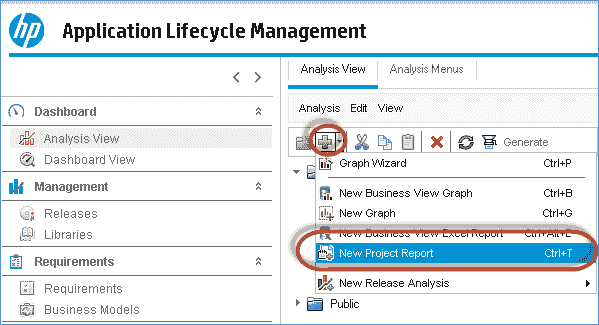 hp
Application Lifecycle Management
Analysis View
Analysis Menus
Dashboard
Analysis View
Dashboard View
Management
Releases
Libraries
Requirements
Requirements
Business Models
Analysis Edit View
Generate
Graph Wizard Ctrl+P
New Business View Graph Ctrl+B
New Graph Ctrl+G
New Business View Excel Report Ctrl+Alt+E
New Project Report Ctrl+T
New Release Analysis
Public